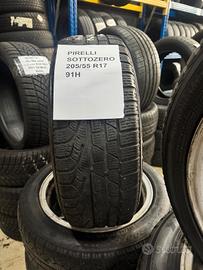 PIRELLI
SOTTOZERO
205/55 R17
91H